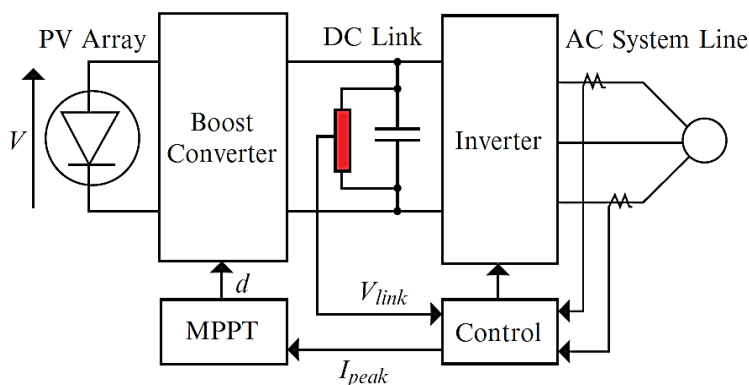 PV Array
DC Link
AC System Line
V
Boost
Converter
Inverter
d
V_link
MPPT
Control
I_peak